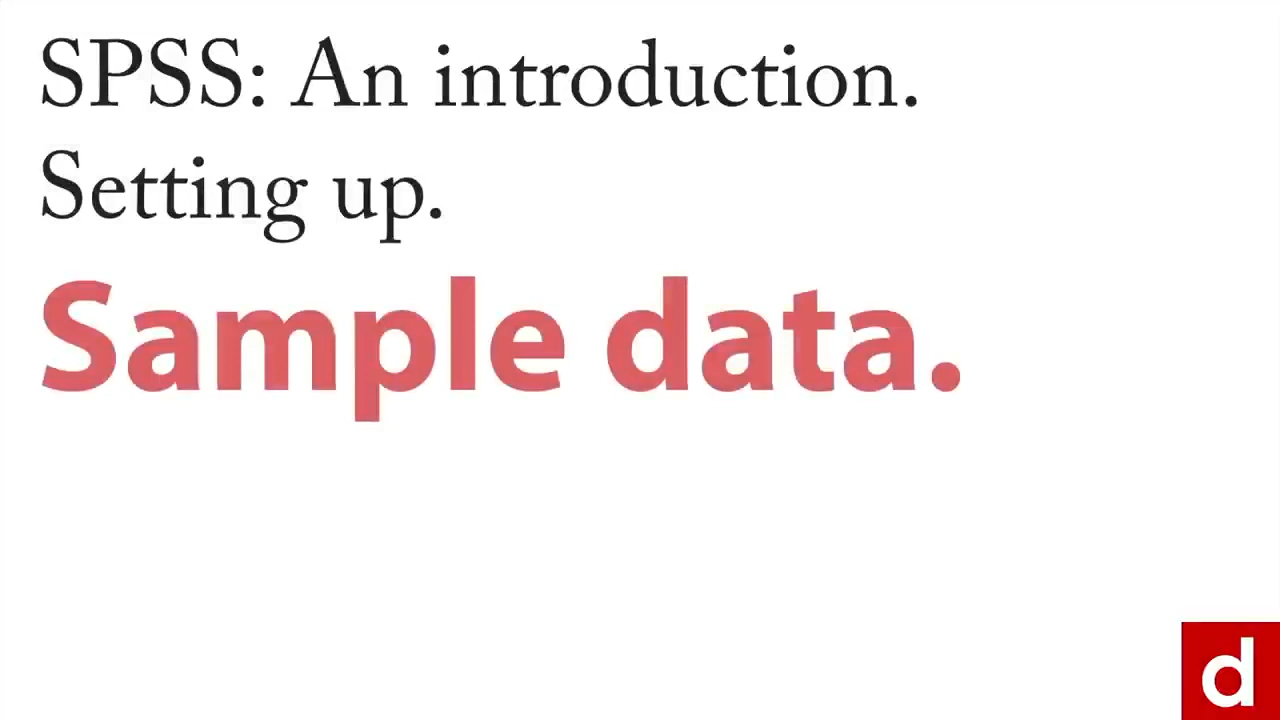 SPSS: An introduction.
Setting up.
Sample data.
d